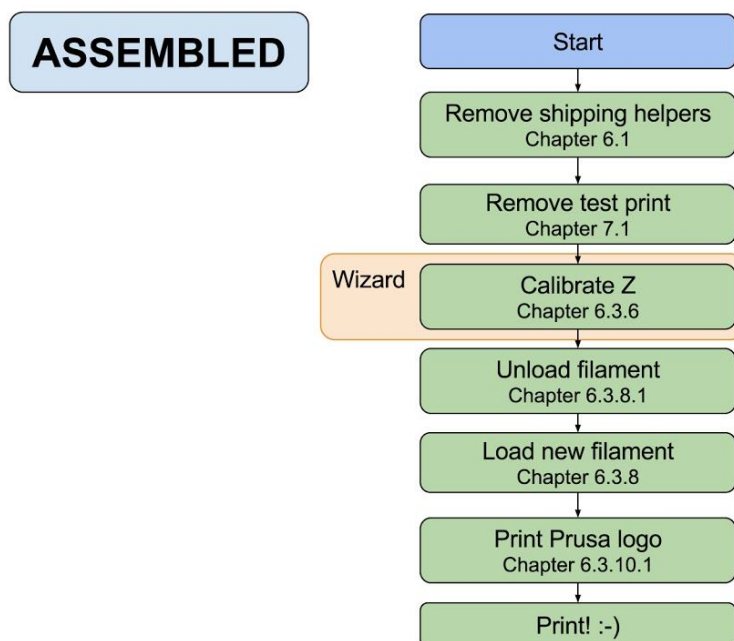 ASSEMBLED
Start
Remove shipping helpers
Chapter 6.1
Remove test print
Chapter 7.1
Wizard
Calibrate Z
Chapter 6.3.6
Unload filament
Chapter 6.3.8.1
Load new filament
Chapter 6.3.8
Print Prusa logo
Chapter 6.3.10.1
Print! :-)